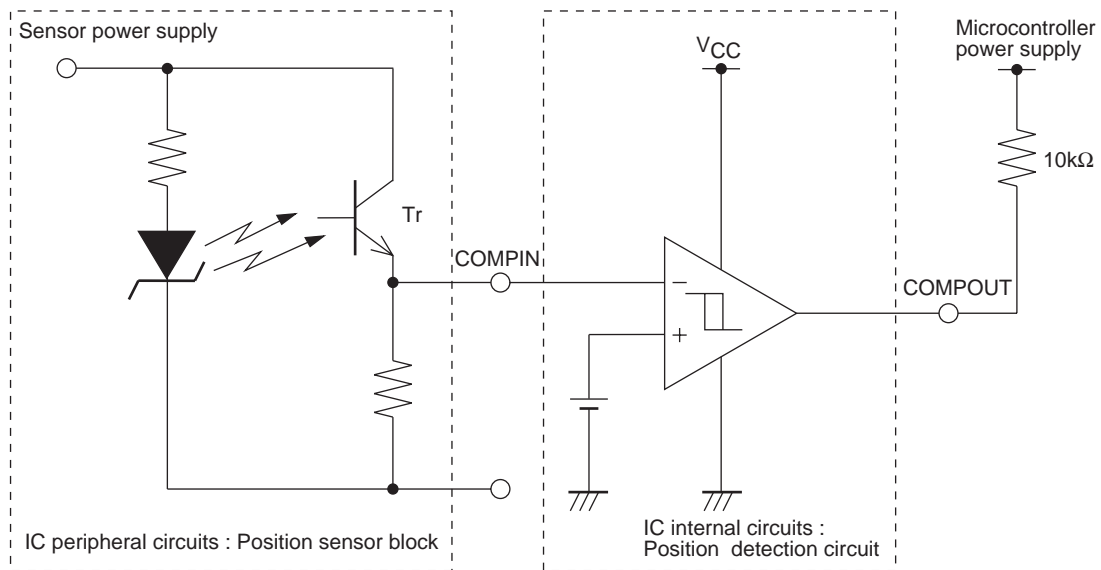 Sensor power supply
Tr
IC peripheral circuits : Position sensor block
COMPIN
VCC
−
+
IC internal circuits :
Position detection circuit
COMPOUT
Microcontroller
power supply
10kΩ